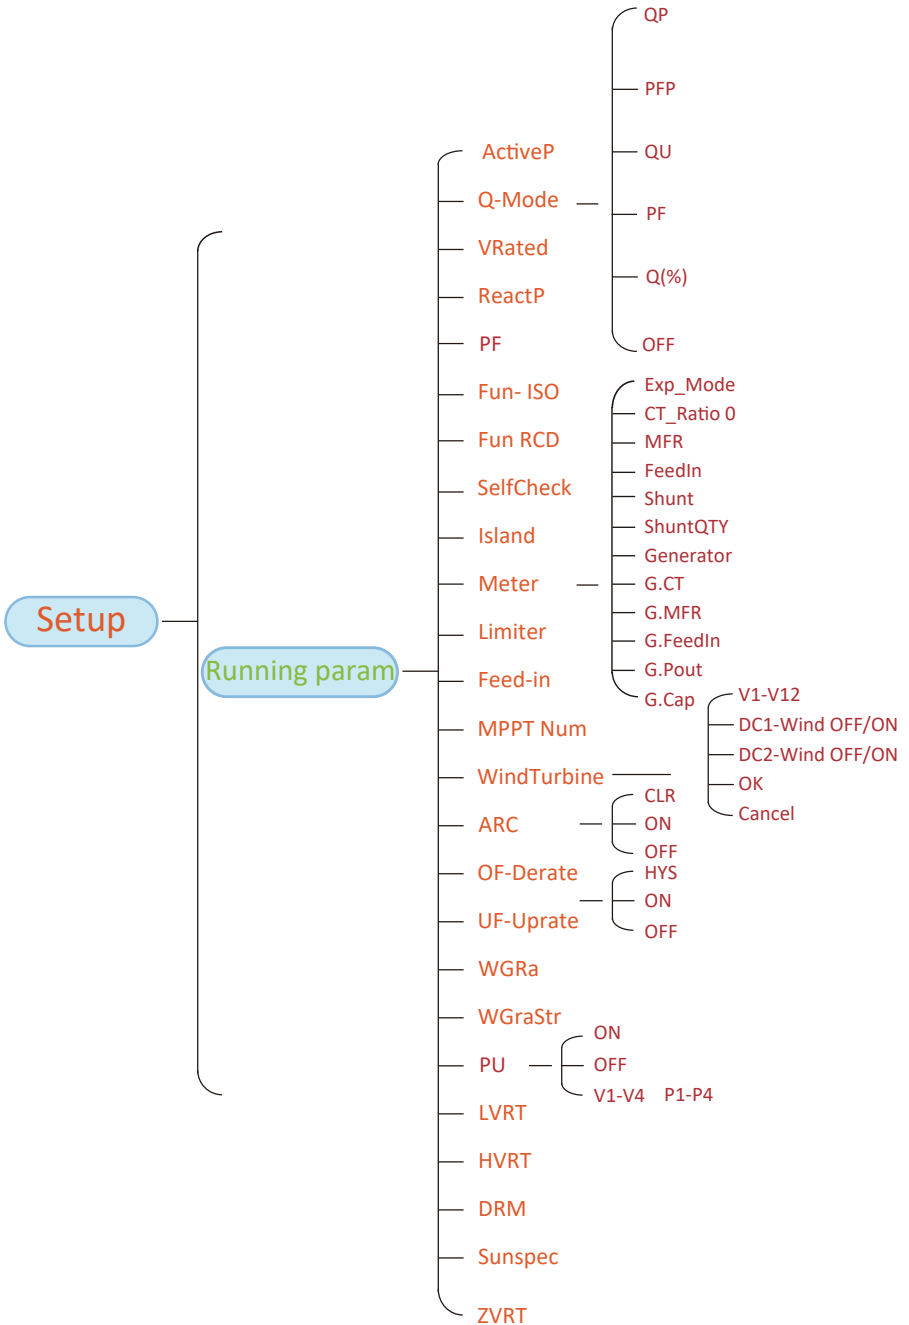 Setup
Running param
ActiveP
Q-Mode
QP
PFP
QU
PF
Q(%)
OFF
VRated
ReactP
PF
Fun- ISO
Fun RCD
SelfCheck
Island
Meter
Exp_Mode
CT_Ratio 0
MFR
FeedIn
Shunt
ShuntQTY
Generator
G.CT
G.MFR
G.FeedIn
G.Pout
G.Cap
Limiter
Feed-in
MPPT Num
WindTurbine
V1-V12
DC1-Wind OFF/ON
DC2-Wind OFF/ON
OK
Cancel
ARC
CLR
ON
OFF
OF-Derate
UF-Uprate
HYS
ON
OFF
WGRa
WGraStr
PU
ON
OFF
V1-V4 P1-P4
LVRT
HVRT
DRM
Sunspec
ZVRT